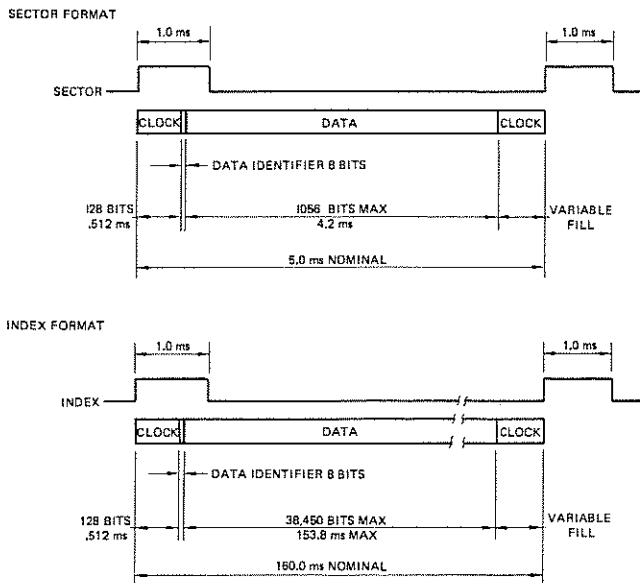 SECTOR FORMAT
1.0 ms
1.0 ms
SECTOR
CLOCK
DATA
CLOCK
DATA IDENTIFIER 8 BITS
128 BITS
.512 ms
1056 BITS MAX
4.2 ms
VARIABLE
FILL
5.0 ms NOMINAL
INDEX FORMAT
1.0 ms
1.0 ms
INDEX
CLOCK
DATA
CLOCK
DATA IDENTIFIER 8 BITS
128 BITS
.512 ms
38,450 BITS MAX
153.8 ms MAX
VARIABLE
FILL
160.0 ms NOMINAL